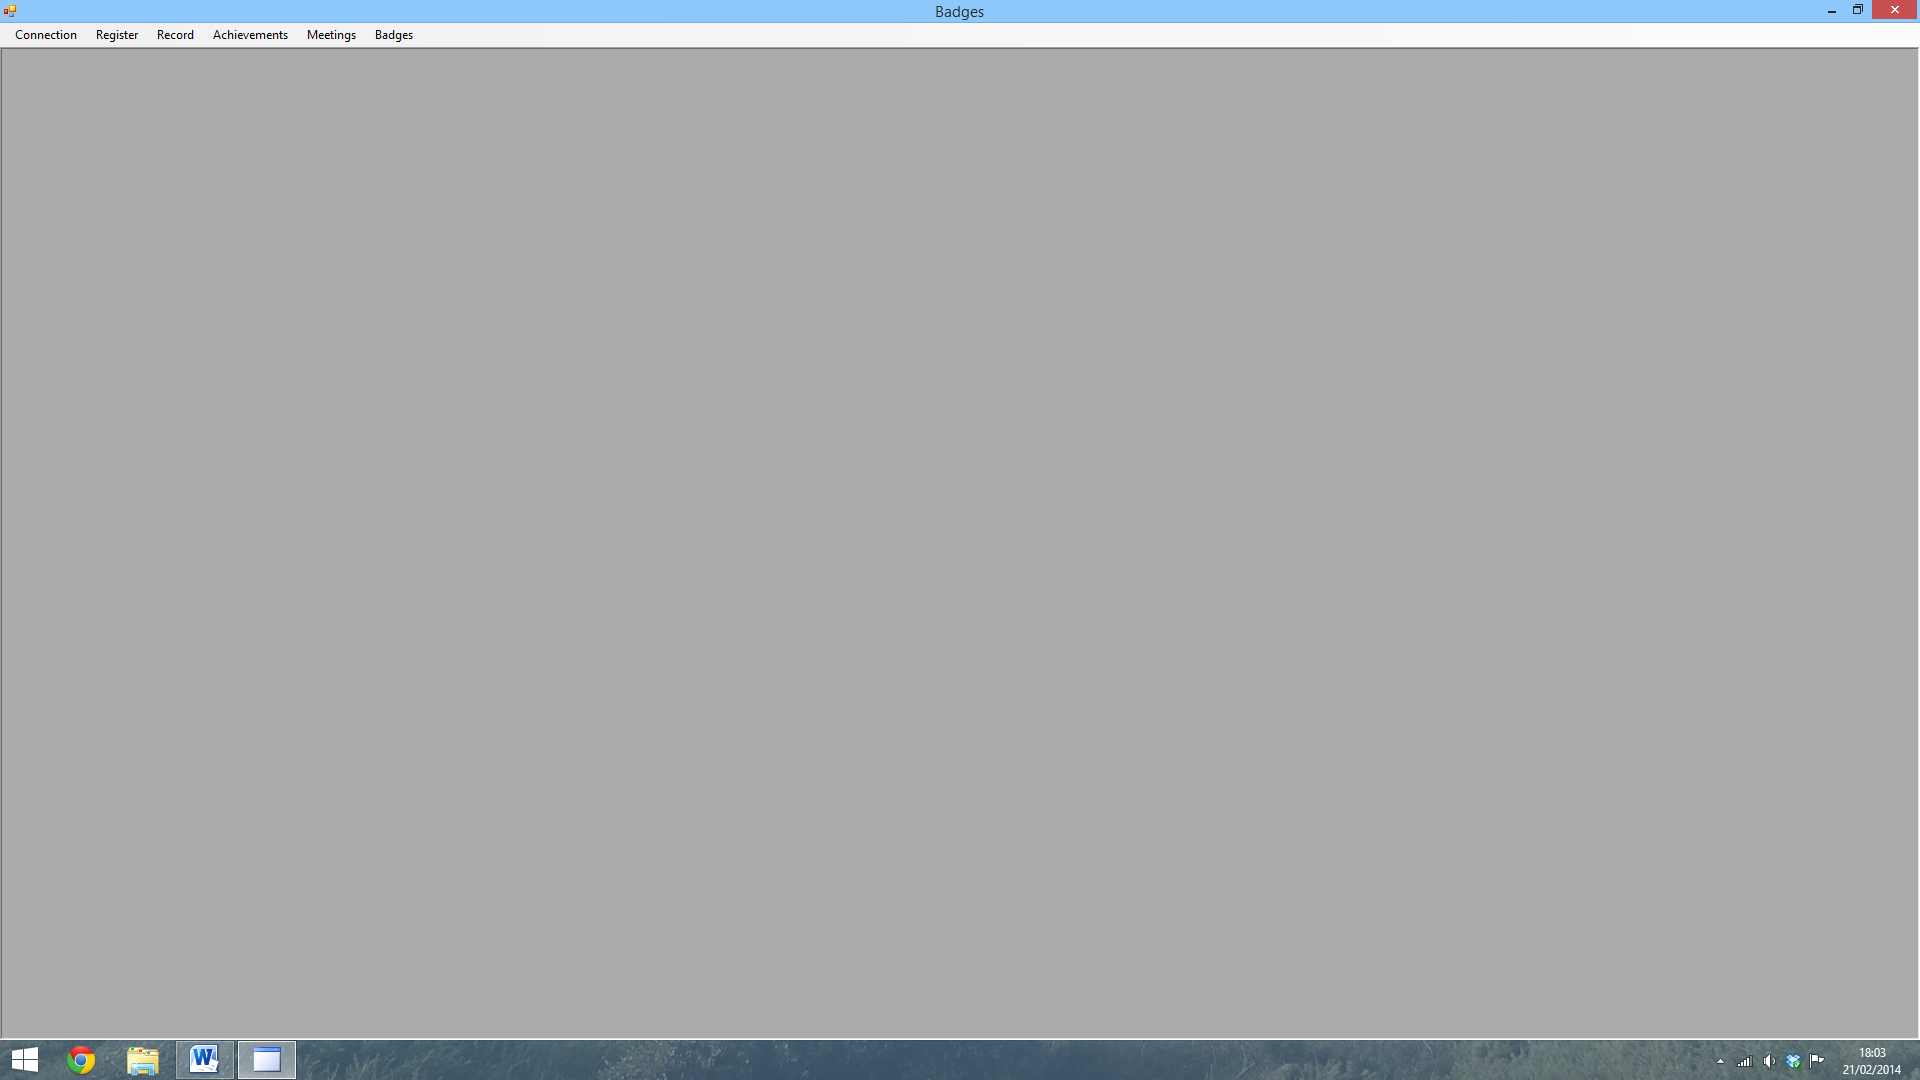 Badges
Connection Register Record Achievements Meetings Badges
W
18:03
21/02/2014